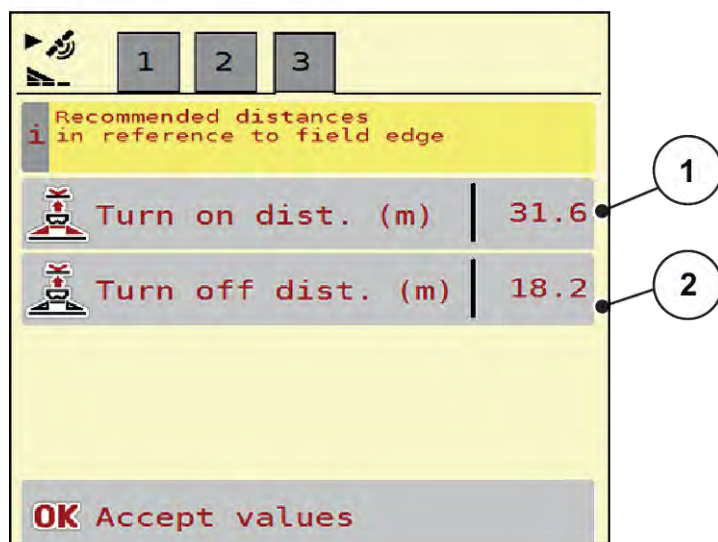 1 2 3
i Recommended distances
in reference to field edge
Turn on dist. (m) 31.6
1
Turn off dist. (m) 18.2
2
OK Accept values